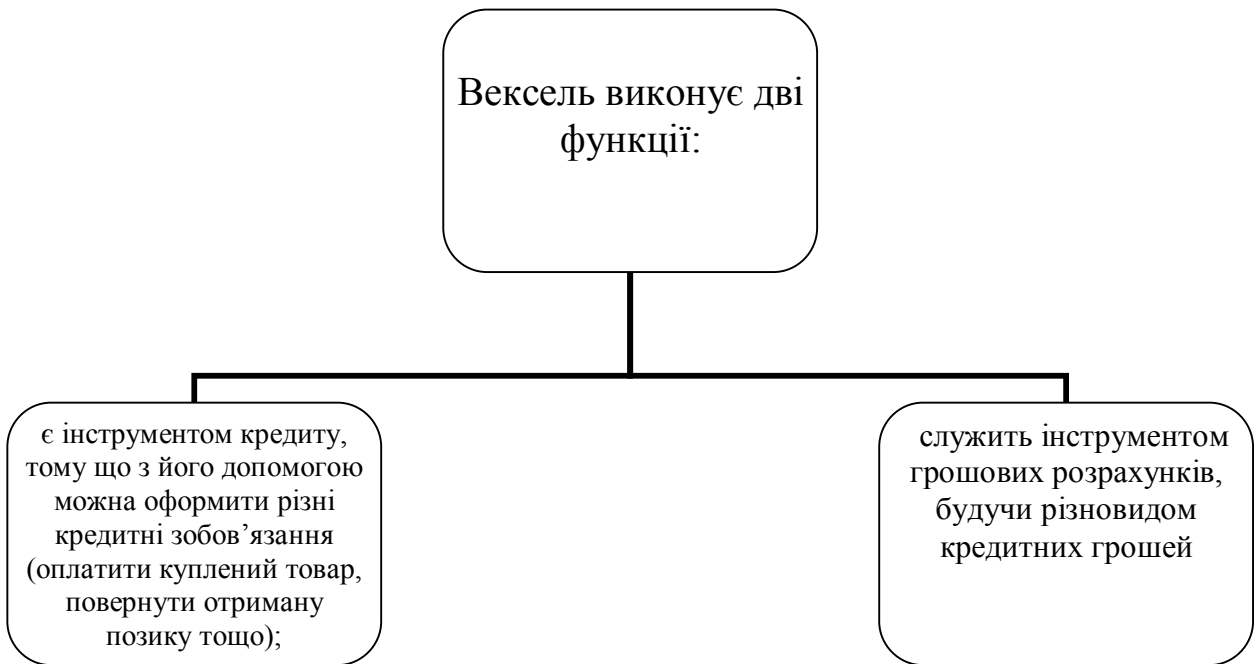 Вексель виконує дві
функції:
є інструментом кредиту,
тому що з його допомогою
можна оформити різні
кредитні зобов’язання
(оплатити куплений товар,
повернути отриману
позику тощо);
служить інструментом
грошових розрахунків,
будучи різновидом
кредитних грошей